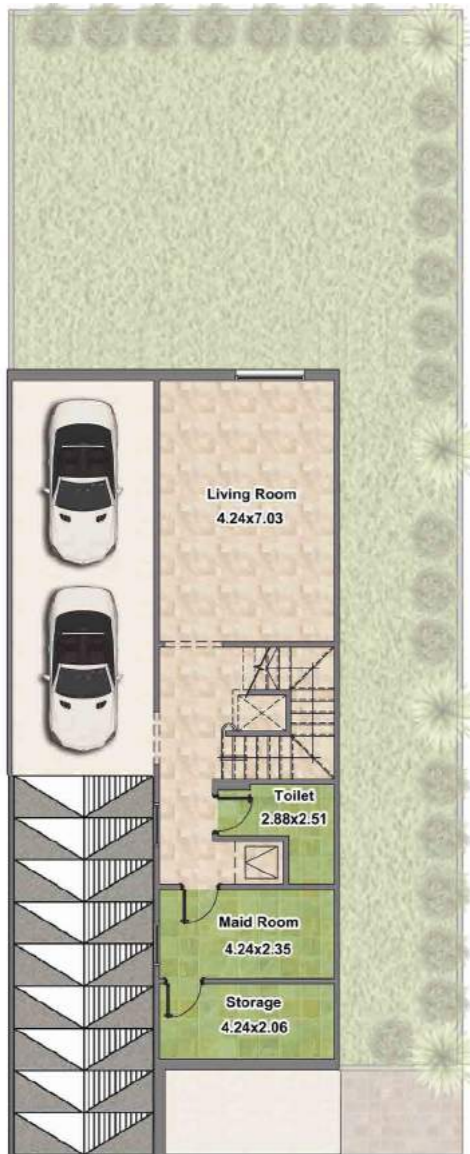 Living Room
4.24x7.03
Toilet
2.88x2.51
Maid Room
4.24x2.35
Storage
4.24x2.06